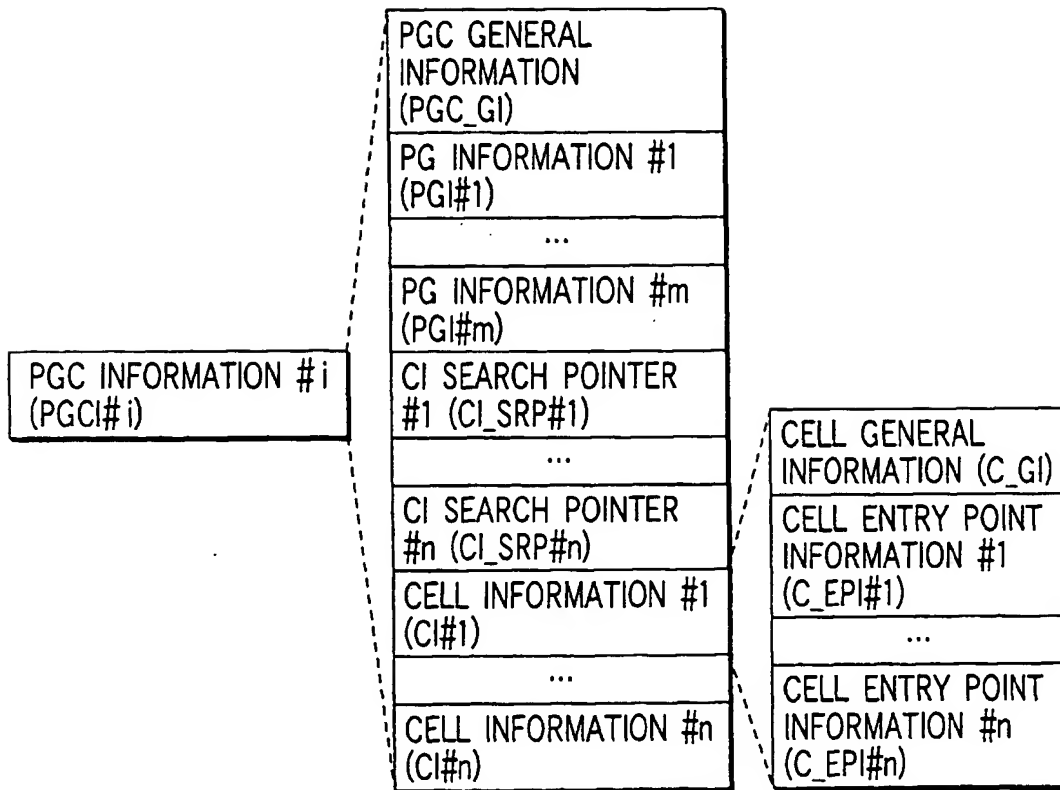 PGC INFORMATION #i
(PGCI#i)
PGC GENERAL
INFORMATION
(PGC_GI)
PG INFORMATION #1
(PGI#1)
...
PG INFORMATION #m
(PGI#m)
CI SEARCH POINTER
#1 (CI_SRP#1)
...
CI SEARCH POINTER
#n (CI_SRP#n)
CELL INFORMATION #1
(CI#1)
...
CELL INFORMATION #n
(CI#n)
CELL GENERAL
INFORMATION (C_GI)
CELL ENTRY POINT
INFORMATION #1
(C_EPI#1)
...
CELL ENTRY POINT
INFORMATION #n
(C_EPI#n)